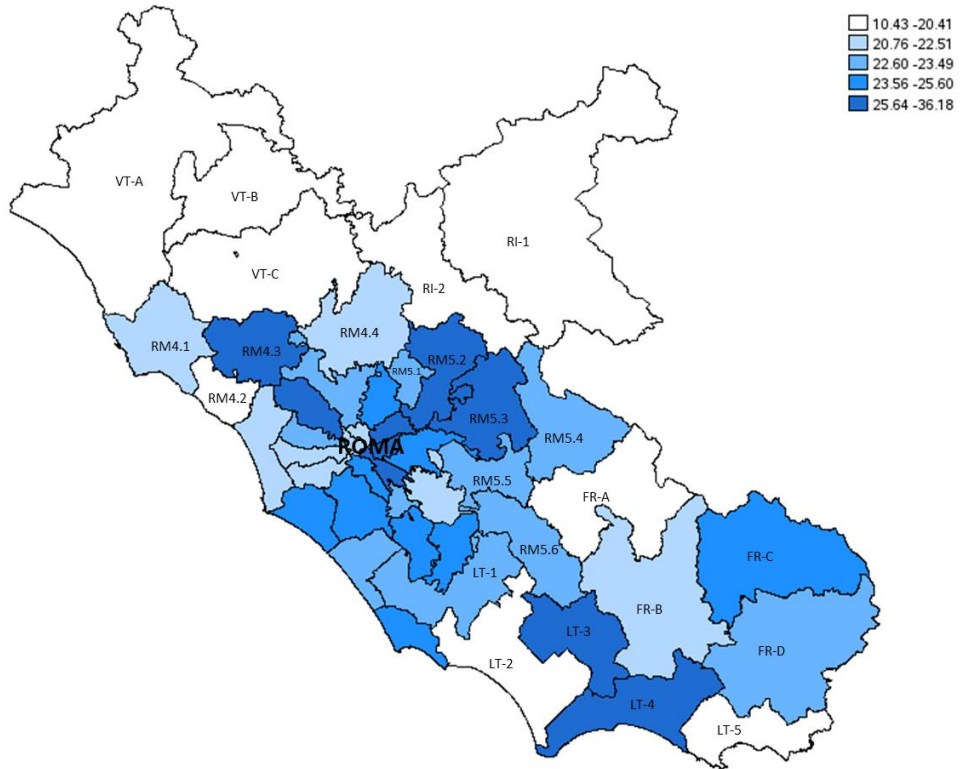 10.43 -20.41
20.76 -22.51
22.60 -23.49
23.56 -25.60
25.64 -36.18
VT-A
VT-B
RI-1
VT-C
RI-2
RM4.1
RM4.3
RM4.4
RM5.1
RM5.2
RM4.2
RM5.3
ROMA
RM5.4
RM5.5
FR-A
RM5.6
FR-C
LT-1
FR-B
LT-3
FR-D
LT-2
LT-4
LT-5